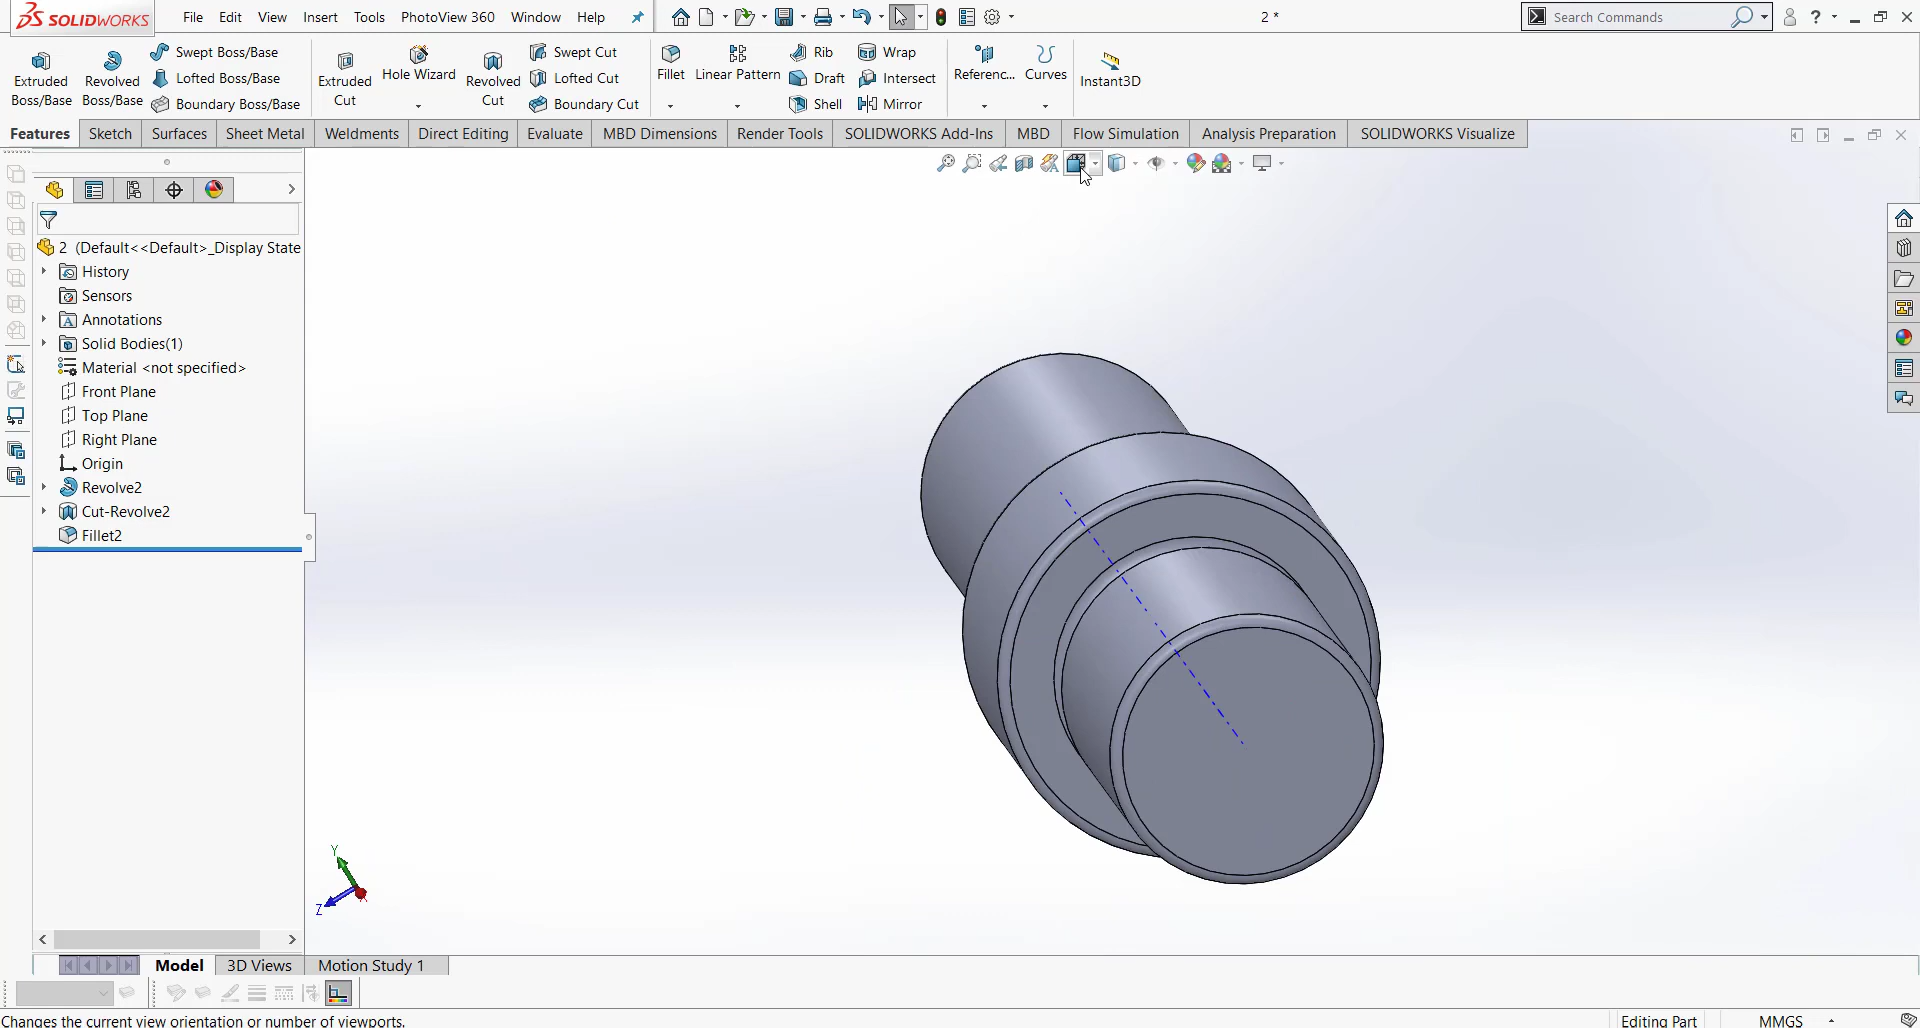 SOLIDWORKS
File Edit View Insert Tools PhotoView 360 Window Help
2 *
Search Commands
Extruded Boss/Base
Revolved Boss/Base
Swept Boss/Base
Lofted Boss/Base
Boundary Boss/Base
Extruded Cut
Hole Wizard
Revolved Cut
Swept Cut
Lofted Cut
Boundary Cut
Fillet
Linear Pattern
Rib
Draft
Shell
Wrap
Intersect
Mirror
Referenc...
Curves
Instant3D
Features Sketch Surfaces Sheet Metal Weldments Direct Editing Evaluate MBD Dimensions Render Tools SOLIDWORKS Add-Ins MBD Flow Simulation Analysis Preparation SOLIDWORKS Visualize
2 (Default<<Default>_Display State
History
Sensors
Annotations
Solid Bodies(1)
Material <not specified>
Front Plane
Top Plane
Right Plane
Origin
Revolve2
Cut-Revolve2
Fillet2
Y
Z
X
Model 3D Views Motion Study 1
Changes the current view orientation or number of viewports.
Editing Part
MMGS